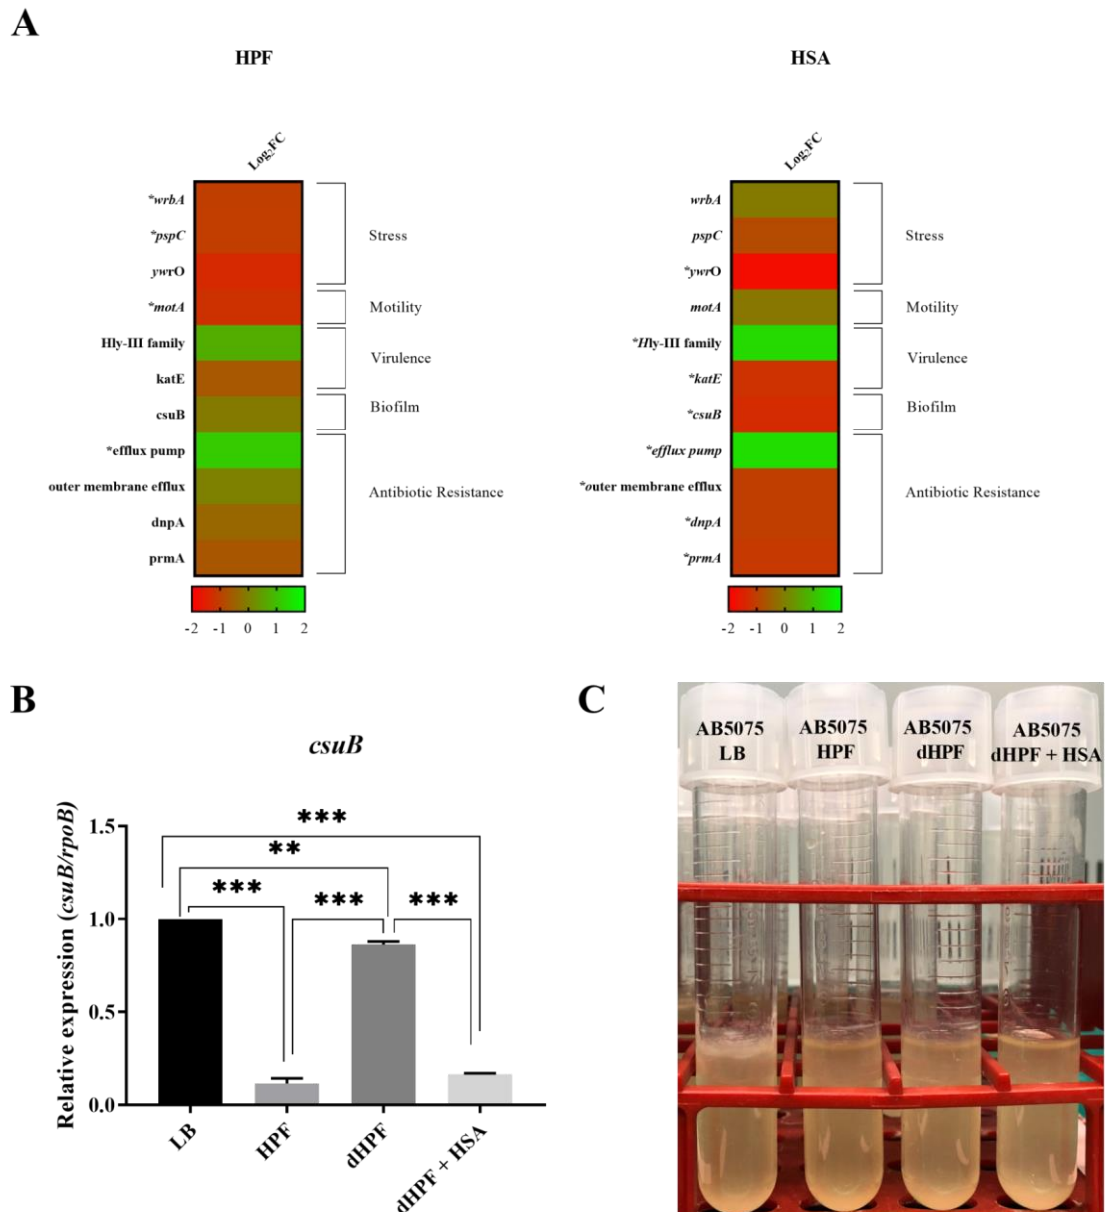 A
HPF
HSA
Log2FC
Log2FC
*wrbA
*pspC
ywrO
*motA
Hly-III family
katE
csuB
*efflux pump
outer membrane efflux
dnpA
prmA
Stress
Motility
Virulence
Biofilm
Antibiotic Resistance
-2 -1 0 1 2
wrbA
pspC
*ywrO
motA
*Hly-III family
*katE
*csuB
*efflux pump
*outer membrane efflux
*dnpA
*prmA
Stress
Motility
Virulence
Biofilm
Antibiotic Resistance
-2 -1 0 1 2
B
csuB
Relative expression (csuB/rpoB)
1.5
1.0
0.5
0.0
***
**
***
***
***
LB
HPF
dHPF
dHPF + HSA
C
AB5075
LB
AB5075
HPF
AB5075
dHPF
AB5075
dHPF + HSA